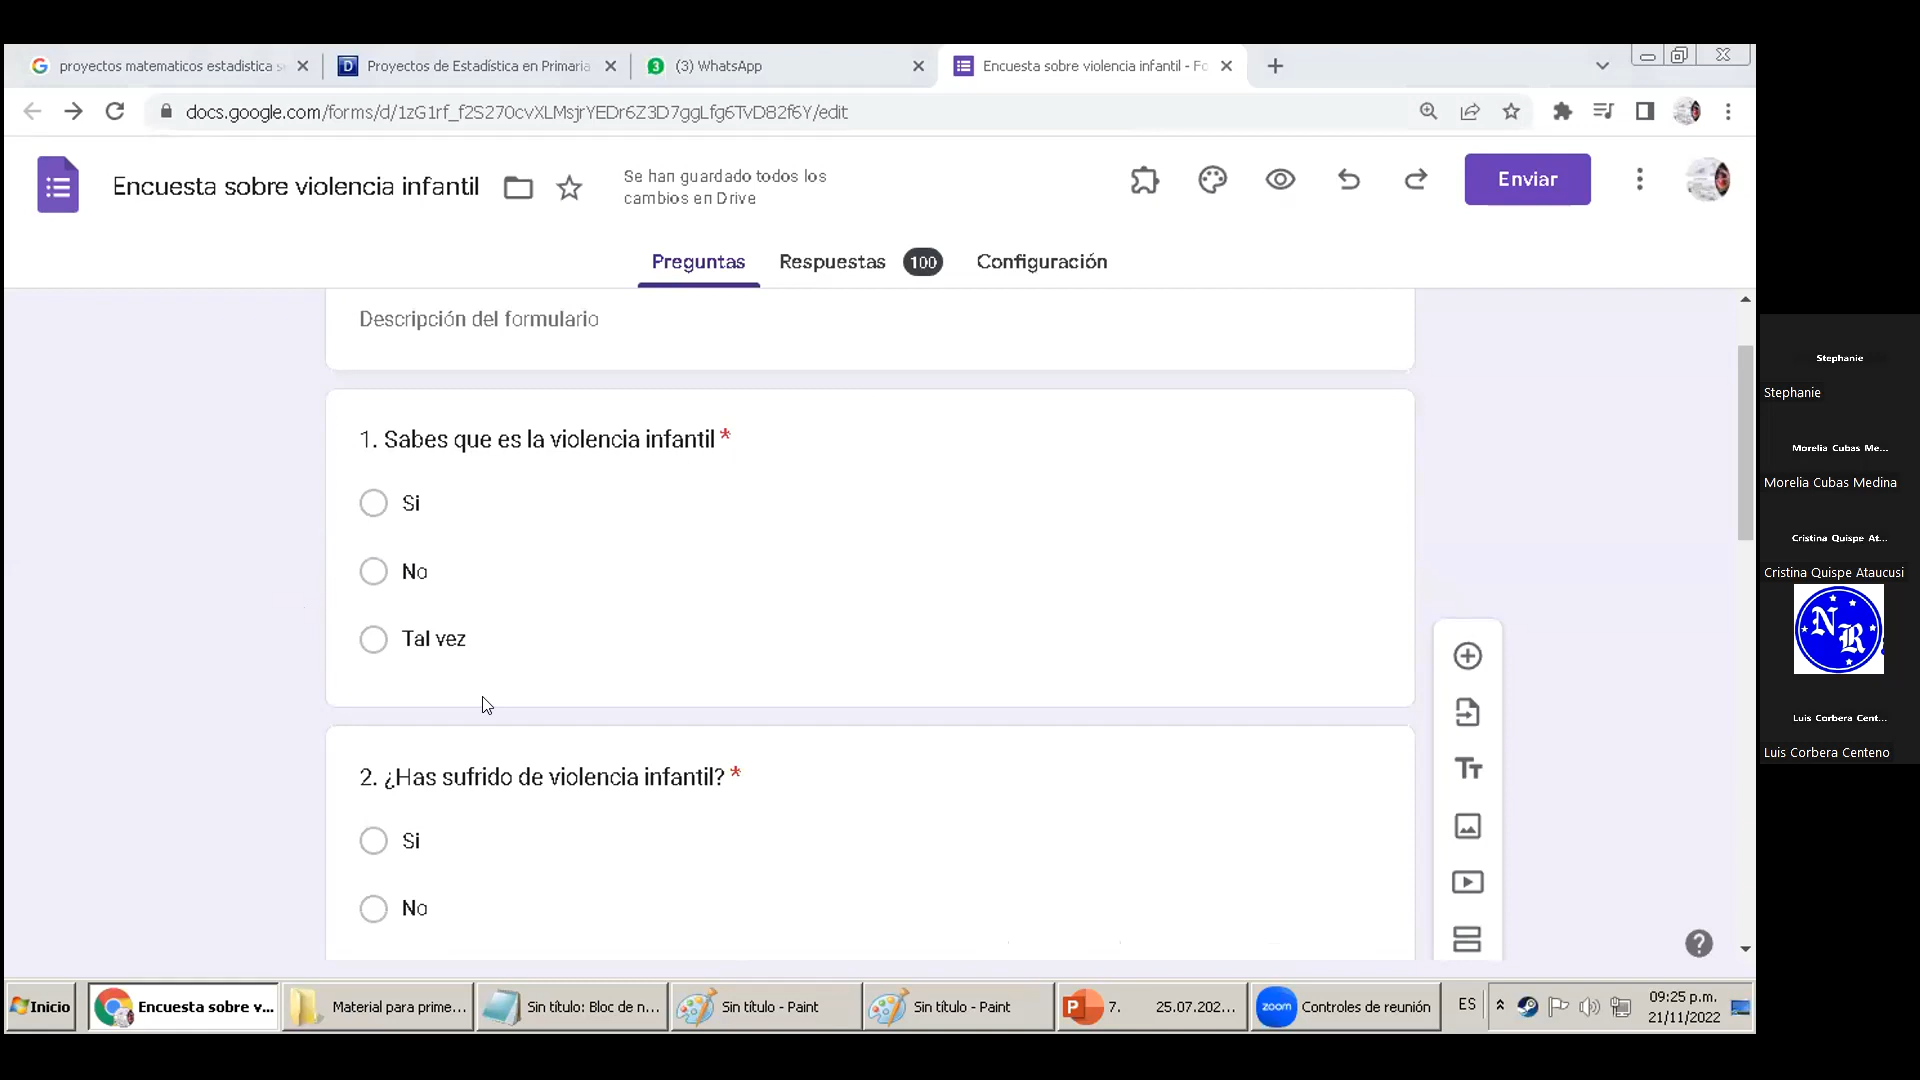 proyectos matematicos estadistica s
Proyectos de Estadística en Primaria
3
(3) WhatsApp
Encuesta sobre violencia infantil - Fo
docs.google.com/forms/d/1zG1rf_f2S270cvXLMsjrYEDr6Z3D7ggLfg6TvD82f6Y/edit
Encuesta sobre violencia infantil
Se han guardado todos los
cambios en Drive
Enviar
Preguntas
Respuestas
100
Configuración
Descripción del formulario
1. Sabes que es la violencia infantil *
Si
No
Tal vez
2. ¿Has sufrido de violencia infantil? *
Si
No
Stephanie
Stephanie
Morelia Cubas Me...
Morelia Cubas Medina
Cristina Quispe At...
Cristina Quispe Ataucusi
NR
Luis Corbera Cent...
Luis Corbera Centeno
Inicio
Encuesta sobre v...
Material para prime...
Sin título: Bloc de n...
Sin título - Paint
Sin título - Paint
7. 25.07.202...
zoom
Controles de reunión
ES
09:25 p.m.
21/11/2022